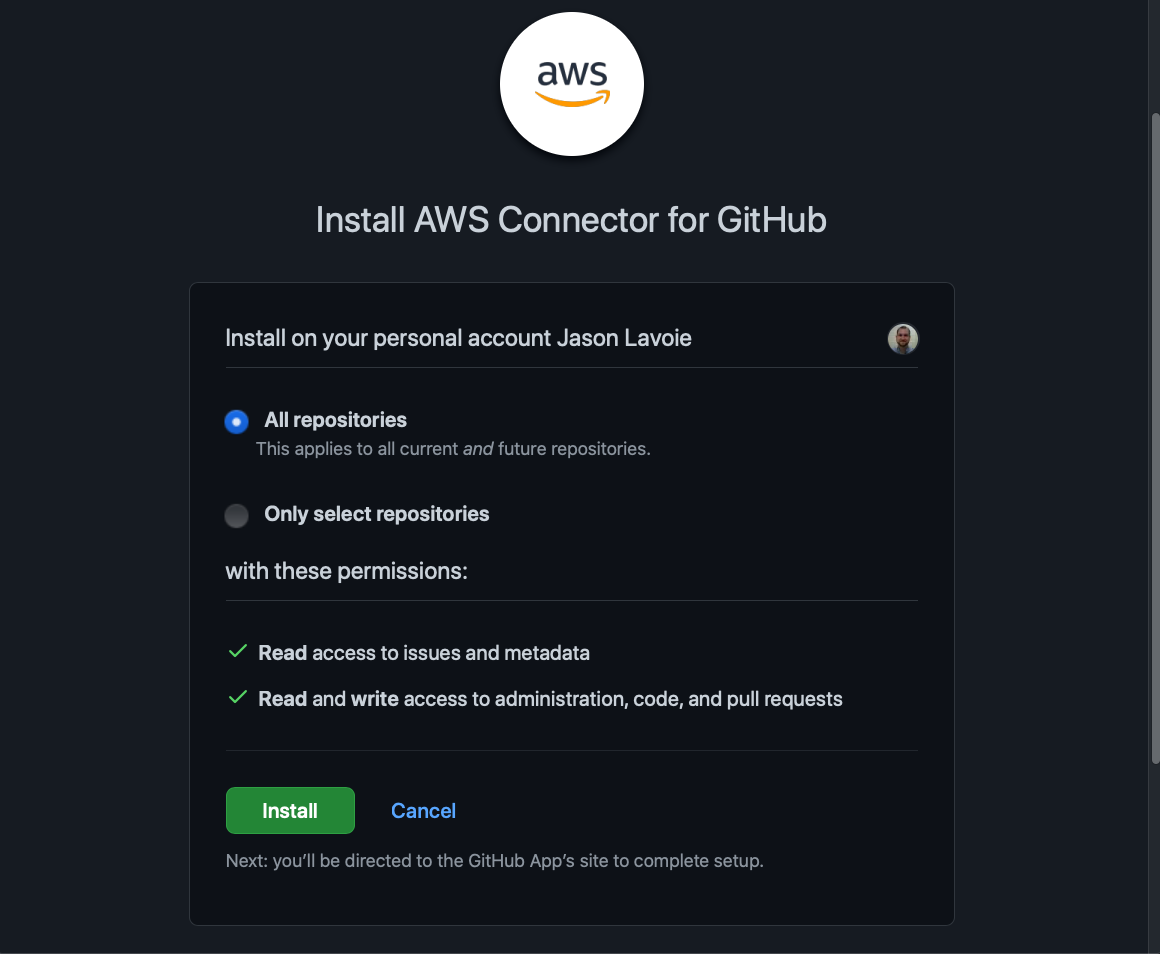 aws
Install AWS Connector for GitHub
Install on your personal account Jason Lavoie
All repositories
This applies to all current and future repositories.
Only select repositories
with these permissions:
Read access to issues and metadata
Read and write access to administration, code, and pull requests
Install Cancel
Next: you’ll be directed to the GitHub App’s site to complete setup.